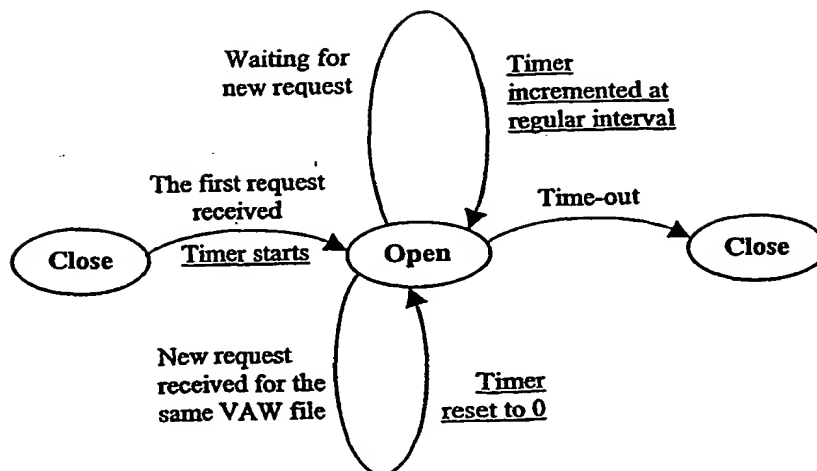 Waiting for
new request
Timer
incremented at
regular interval
The first request
received
Timer starts
Time-out
Close
Open
Close
New request
received for the
same VAW file
Timer
reset to 0